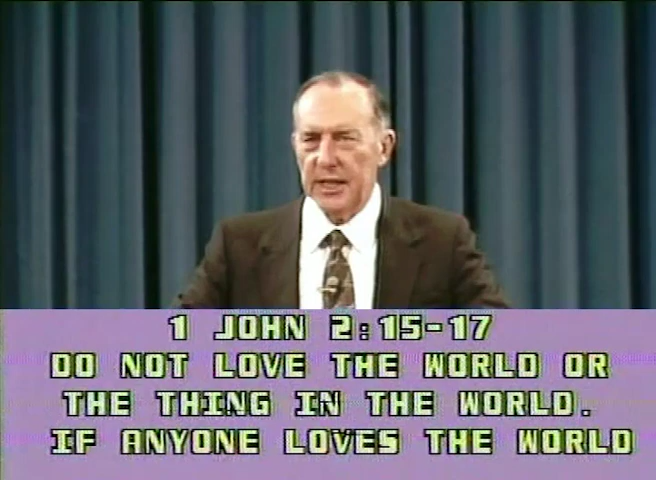 1 JOHN 2:15-17
DO NOT LOVE THE WORLD OR
THE THING IN THE WORLD.
IF ANYONE LOVES THE WORLD